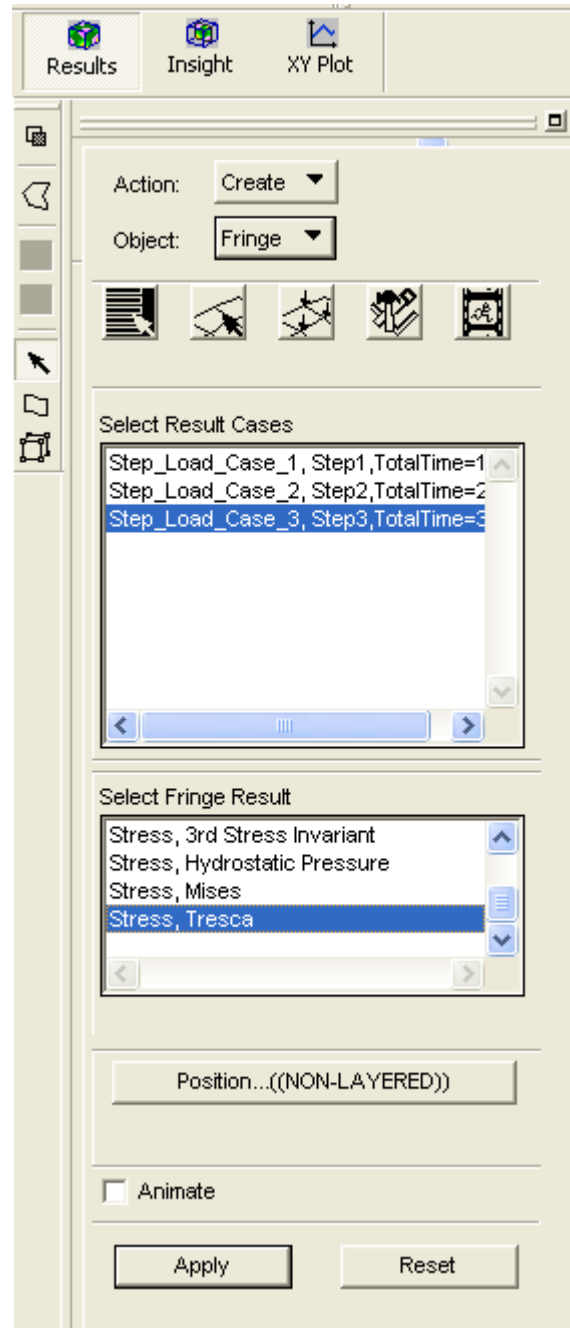 Results Insight XY Plot
Action: Create
Object: Fringe
Select Result Cases
Step_Load_Case_1, Step1,TotalTime=1
Step_Load_Case_2, Step2,TotalTime=2
Step_Load_Case_3, Step3,TotalTime=3
Select Fringe Result
Stress, 3rd Stress Invariant
Stress, Hydrostatic Pressure
Stress, Mises
Stress, Tresca
Position...((NON-LAYERED))
Animate
Apply Reset